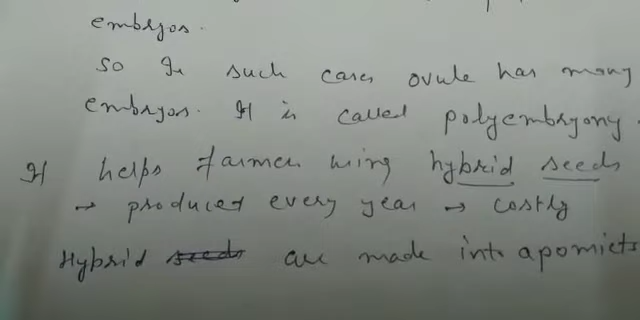 embryos.
So In such cases ovule has many
embryos. It is called polyembryony.
It helps farmer using hybrid seeds
→ produced every year → costly
Hybrid seeds are made into apomicts